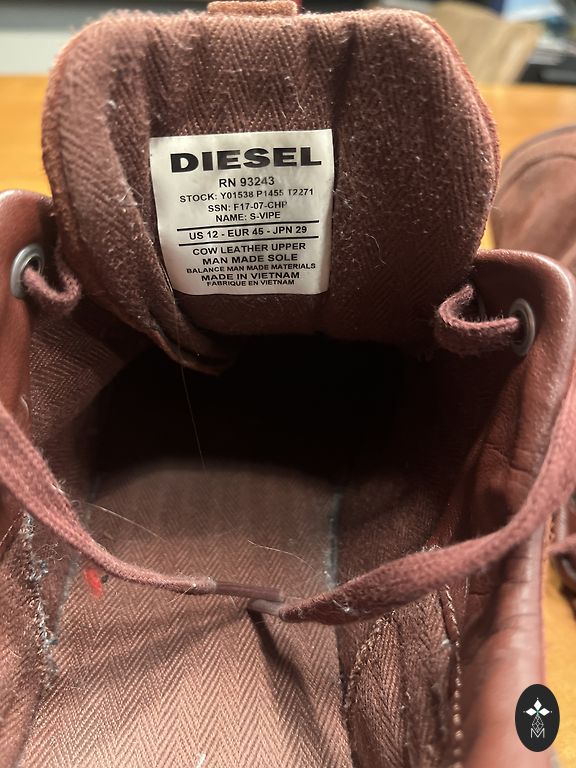 DIESEL
RN 93243
STOCK: Y01538 P1455 T2271
SSN: F17-07-CHP
NAME: S-VIPE
US 12 - EUR 45 - JPN 29
COW LEATHER UPPER
MAN MADE SOLE
BALANCE MAN MADE MATERIALS
MADE IN VIETNAM
FABRIQUE EN VIETNAM
M